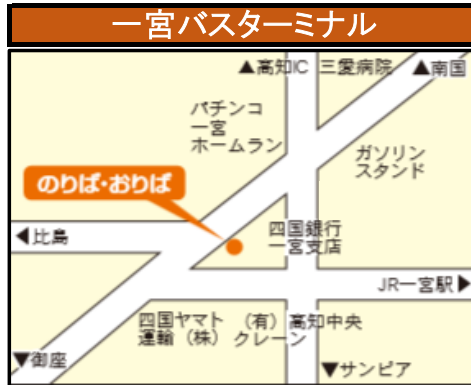 一宮バスターミナル
▲高知IC
三愛病院
▲南国
パチンコ
一宮
ホームラン
ガソリン
スタンド
のりば・おりば
◀比島
四国銀行
一宮支店
JR一宮駅▶
四国ヤマト
運輸(株)
(有)高知中央
クレーン
▼御座
▼サンピア